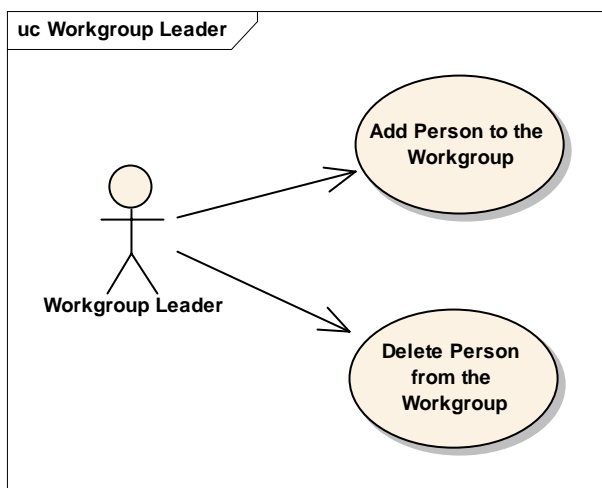 uc Workgroup Leader
Add Person to the
Workgroup
Workgroup Leader
Delete Person
from the
Workgroup